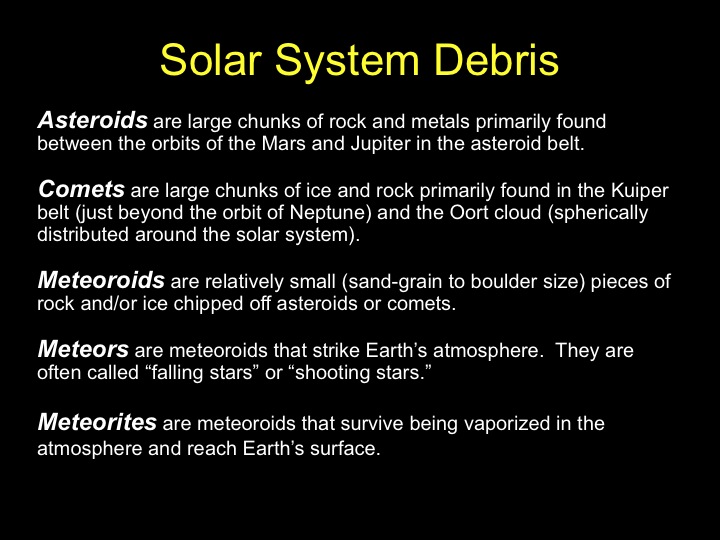 Solar System Debris
Asteroids are large chunks of rock and metals primarily found
between the orbits of the Mars and Jupiter in the asteroid belt.
Comets are large chunks of ice and rock primarily found in the Kuiper
belt (just beyond the orbit of Neptune) and the Oort cloud (spherically
distributed around the solar system).
Meteoroids are relatively small (sand-grain to boulder size) pieces of
rock and/or ice chipped off asteroids or comets.
Meteors are meteoroids that strike Earth’s atmosphere.  They are
often called “falling stars” or “shooting stars.”
Meteorites are meteoroids that survive being vaporized in the
atmosphere and reach Earth’s surface.